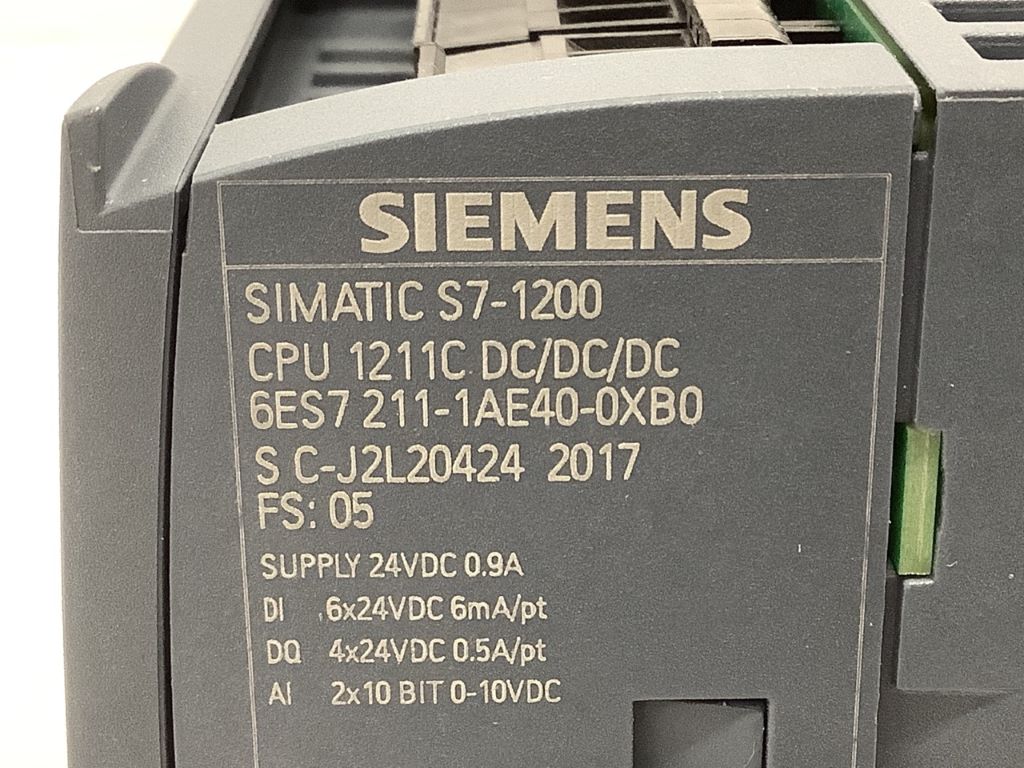 SIEMENS
SIMATIC S7-1200
CPU 1211C DC/DC/DC
6ES7 211-1AE40-0XB0
S C-J2L20424 2017
FS: 05
SUPPLY 24VDC 0.9A
DI 6x24VDC 6mA/pt
DQ 4x24VDC 0.5A/pt
AI 2x10 BIT 0-10VDC